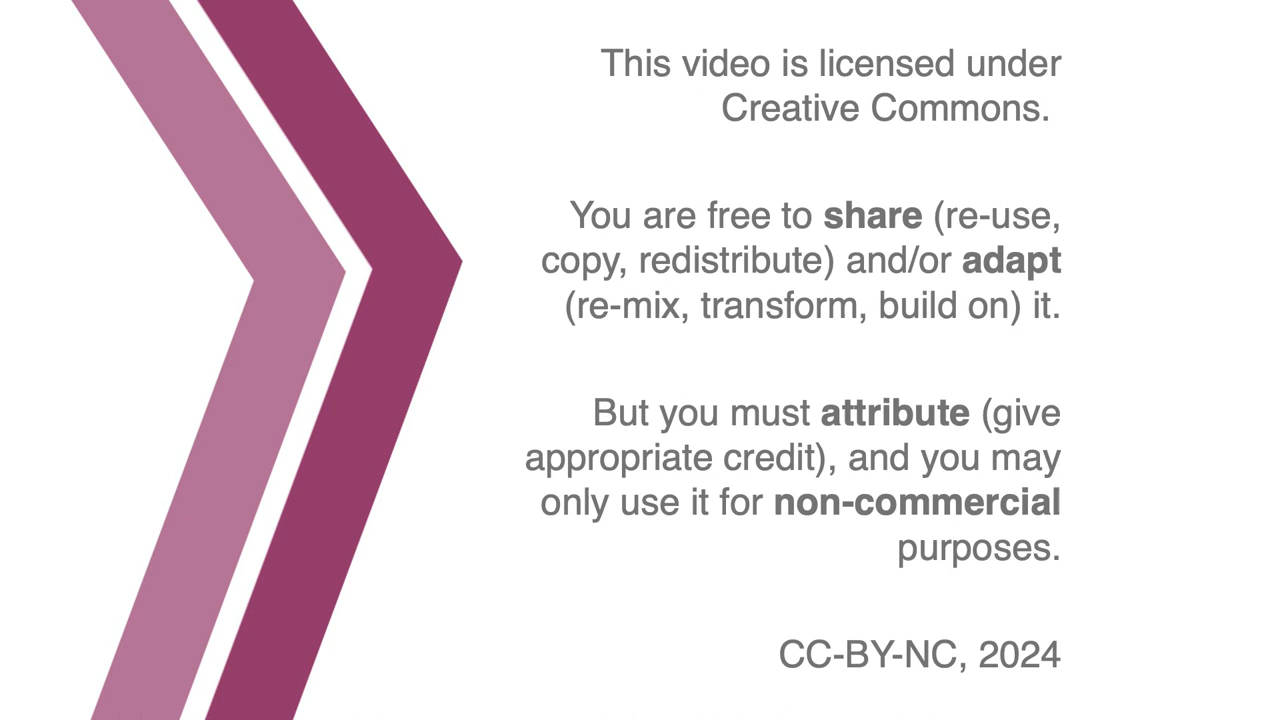 This video is licensed under
Creative Commons.
You are free to share (re-use,
copy, redistribute) and/or adapt
(re-mix, transform, build on) it.
But you must attribute (give
appropriate credit), and you may
only use it for non-commercial
purposes.
CC-BY-NC, 2024